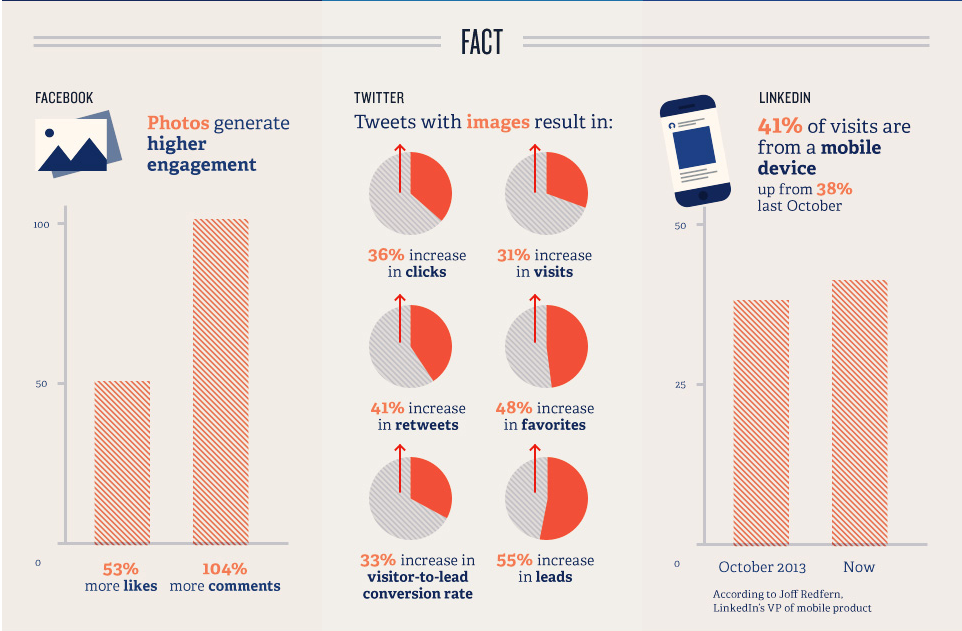 FACT
FACEBOOK
Photos generate
higher
engagement
100
50
0
53%
more likes
104%
more comments
TWITTER
Tweets with images result in:
36% increase
in clicks
31% increase
in visits
41% increase
in retweets
48% increase
in favorites
33% increase in
visitor-to-lead
conversion rate
55% increase
in leads
LINKEDIN
41% of visits are
from a mobile
device
up from 38%
last October
50
25
0
October 2013
Now
According to Joff Redfern,
LinkedIn's VP of mobile product